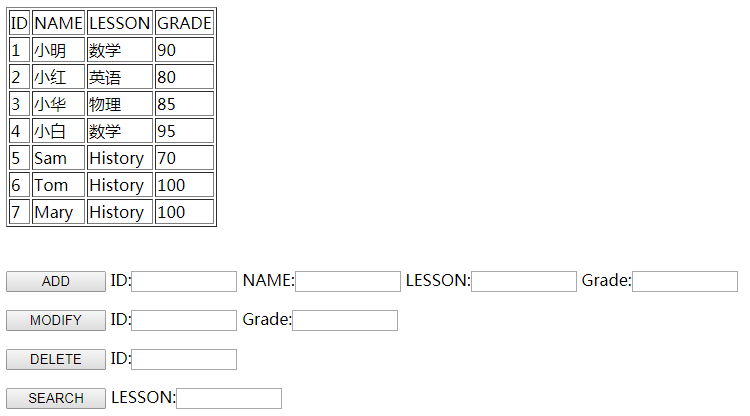 ID NAME LESSON GRADE
1 小明 数学 90
2 小红 英语 80
3 小华 物理 85
4 小白 数学 95
5 Sam History 70
6 Tom History 100
7 Mary History 100
ADD ID: NAME: LESSON: Grade:
MODIFY ID: Grade:
DELETE ID:
SEARCH LESSON: